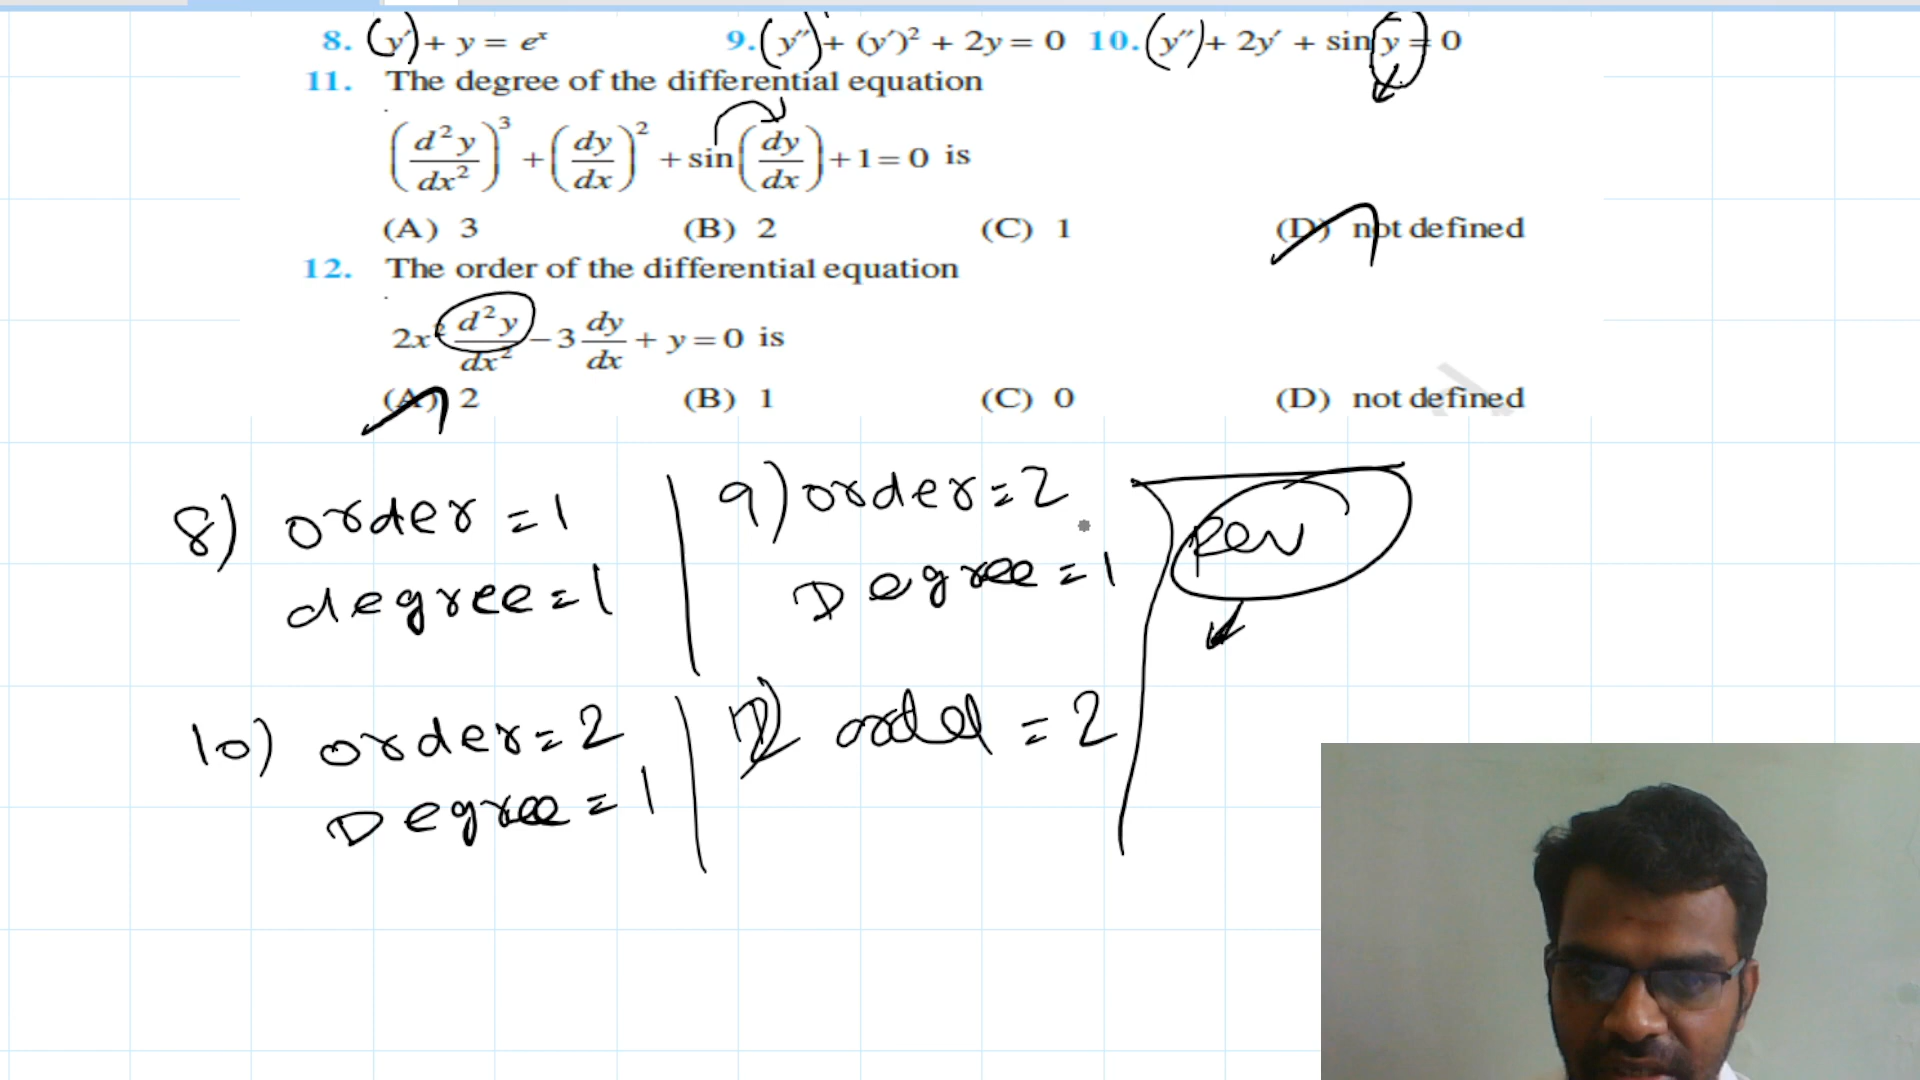 8. (y′) + y = eˣ 9. (y″) + (y′)² + 2y = 0 10. (y″) + 2y′ + sin y = 0
11. The degree of the differential equation
(d²y/dx²)³ + (dy/dx)² + sin(dy/dx) + 1 = 0 is
(A) 3 (B) 2 (C) 1 (D) not defined
12. The order of the differential equation
2x² d²y/dx² − 3 dy/dx + y = 0 is
(A) 2 (B) 1 (C) 0 (D) not defined
8) order = 1
degree = 1
9) order = 2
Degree = 1
10) order = 2
Degree = 1
12) order = 2